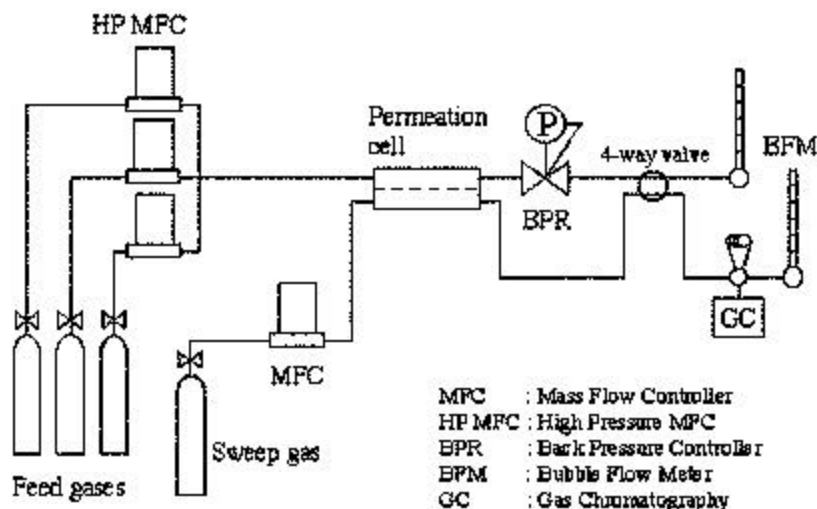 HP MFC
Permeation
cell
P
4-way valve
BFM
BPR
GC
MFC
Sweep gas
Feed gases
MFC : Mass Flow Controller
HP MFC : High Pressure MFC
BPR : Back Pressure Controller
BFM : Bubble Flow Meter
GC : Gas Chromatography